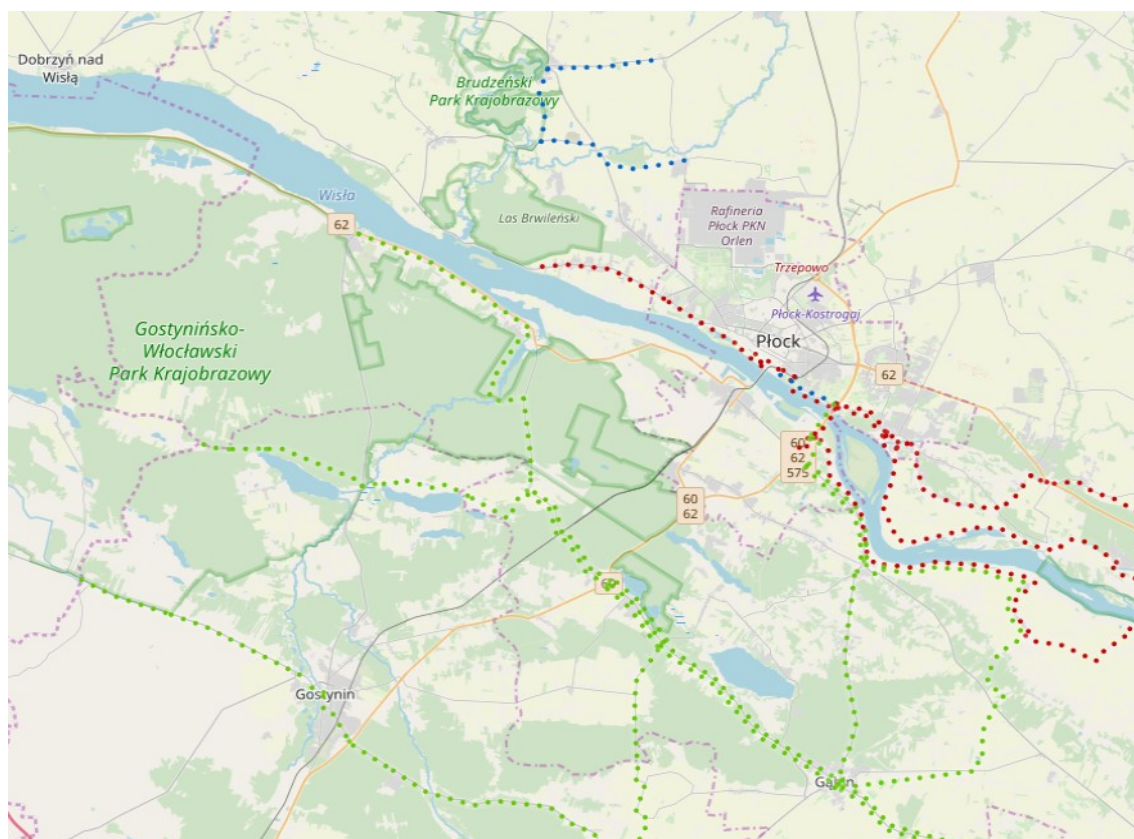 Dobrzyń nad
Wisłą
Brudzeński
Park Krajobrazowy
Wisła
62
Las Brwileński
Rafineria
Płock PKN
Orlen
Trzepowo
Płock-Kostrogaj
Płock
62
Gostynińsko-
Włocławski
Park Krajobrazowy
60
62
575
60
62
Gostynin